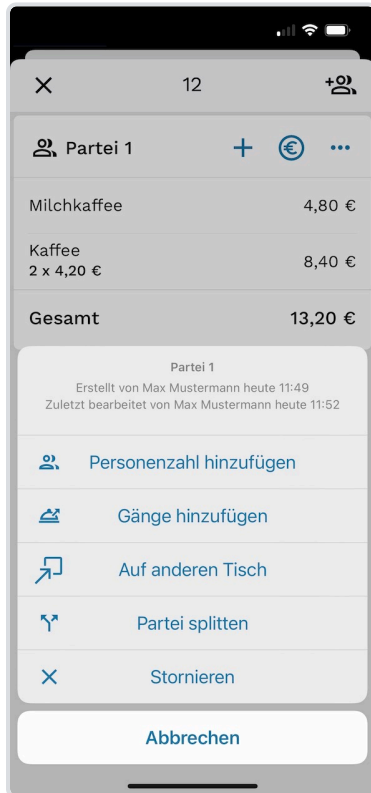 12
Partei 1
Milchkaffee 4,80 €
Kaffee
2 x 4,20 € 8,40 €
Gesamt 13,20 €
Partei 1
Erstellt von Max Mustermann heute 11:49
Zuletzt bearbeitet von Max Mustermann heute 11:52
Personenzahl hinzufügen
Gänge hinzufügen
Auf anderen Tisch
Partei splitten
Stornieren
Abbrechen